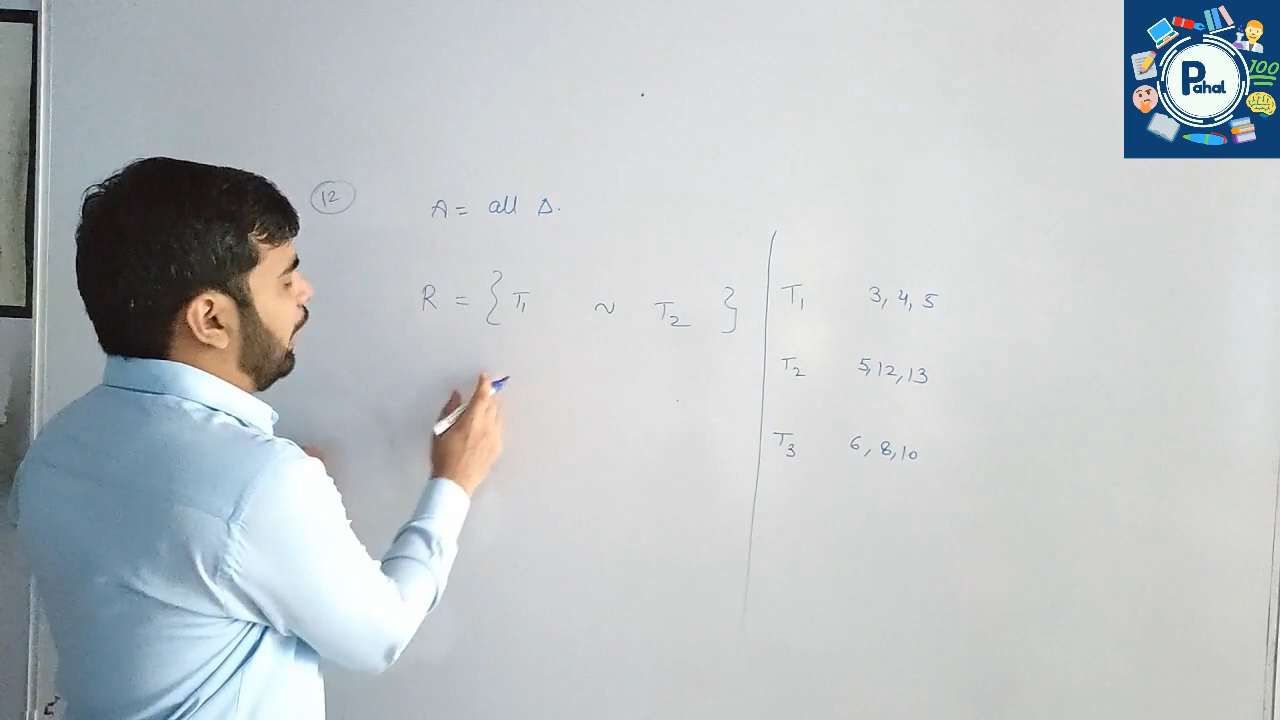 Pahal
100
12
A = all Δ.
R = { T₁ ~ T₂ }
T₁ 3, 4, 5
T₂ 5, 12, 13
T₃ 6, 8, 10